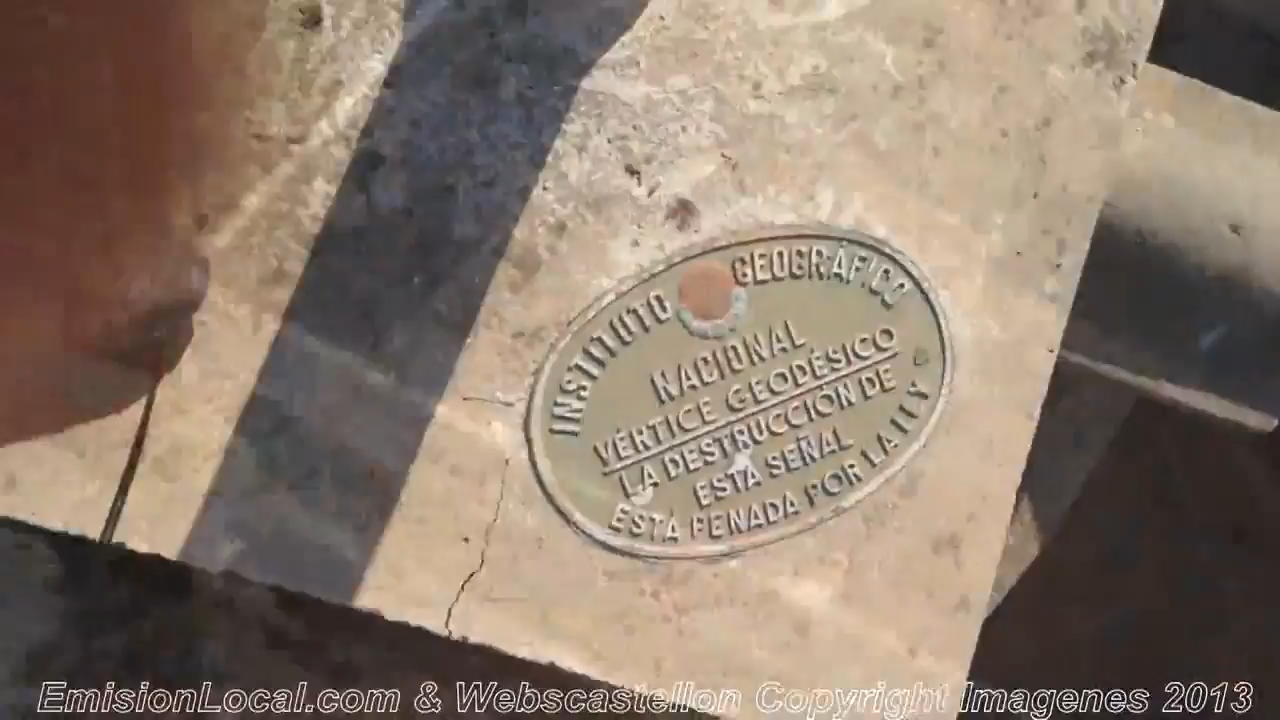 INSTITUTO GEOGRÁFICO
NACIONAL
VÉRTICE GEODÉSICO
LA DESTRUCCIÓN DE
ESTA SEÑAL
ESTÁ PENADA POR LA LEY
EmisionLocal.com & Webscastellon Copyright Imagenes 2013